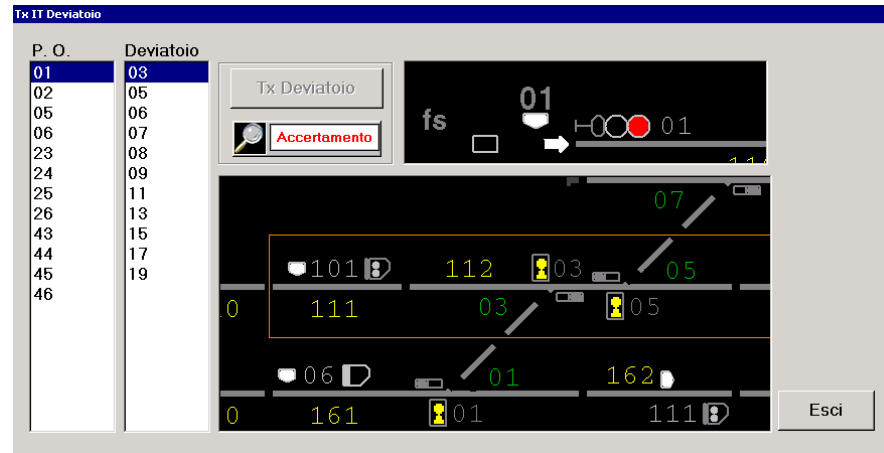 Tx IT Deviatoio
P. O.
01
02
05
06
23
24
25
26
43
44
45
46
Deviatoio
03
05
06
07
08
09
11
13
15
17
19
Tx Deviatoio
Accertamento
fs
01
01
07
101 112 03 05
0 111 03 05
06 01 162
0 161 01 111
Esci